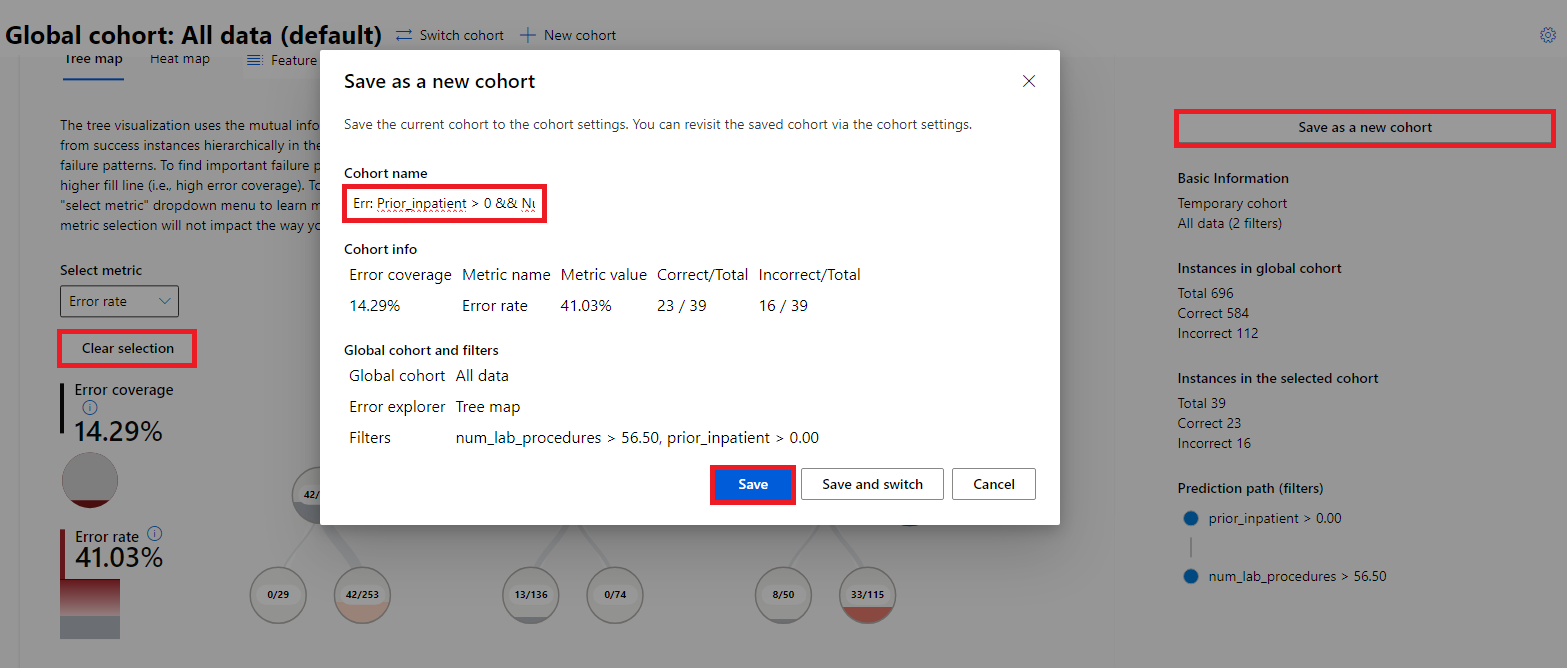 Global cohort: All data (default) Switch cohort New cohort
Tree map Heat map Feature
The tree visualization uses the mutual info
from success instances hierarchically in the
failure patterns. To find important failure p
higher fill line (i.e., high error coverage). To
"select metric" dropdown menu to learn m
metric selection will not impact the way yo
Select metric
Error rate
Clear selection
Error coverage
14.29%
Error rate
41.03%
42/
0/29
42/253
13/136
0/74
8/50
33/115
Save as a new cohort
Save the current cohort to the cohort settings. You can revisit the saved cohort via the cohort settings.
Cohort name
Err: Prior_inpatient > 0 && Nu
Cohort info
Error coverage Metric name Metric value Correct/Total Incorrect/Total
14.29% Error rate 41.03% 23 / 39 16 / 39
Global cohort and filters
Global cohort All data
Error explorer Tree map
Filters num_lab_procedures > 56.50, prior_inpatient > 0.00
Save Save and switch Cancel
Save as a new cohort
Basic Information
Temporary cohort
All data (2 filters)
Instances in global cohort
Total 696
Correct 584
Incorrect 112
Instances in the selected cohort
Total 39
Correct 23
Incorrect 16
Prediction path (filters)
prior_inpatient > 0.00
num_lab_procedures > 56.50